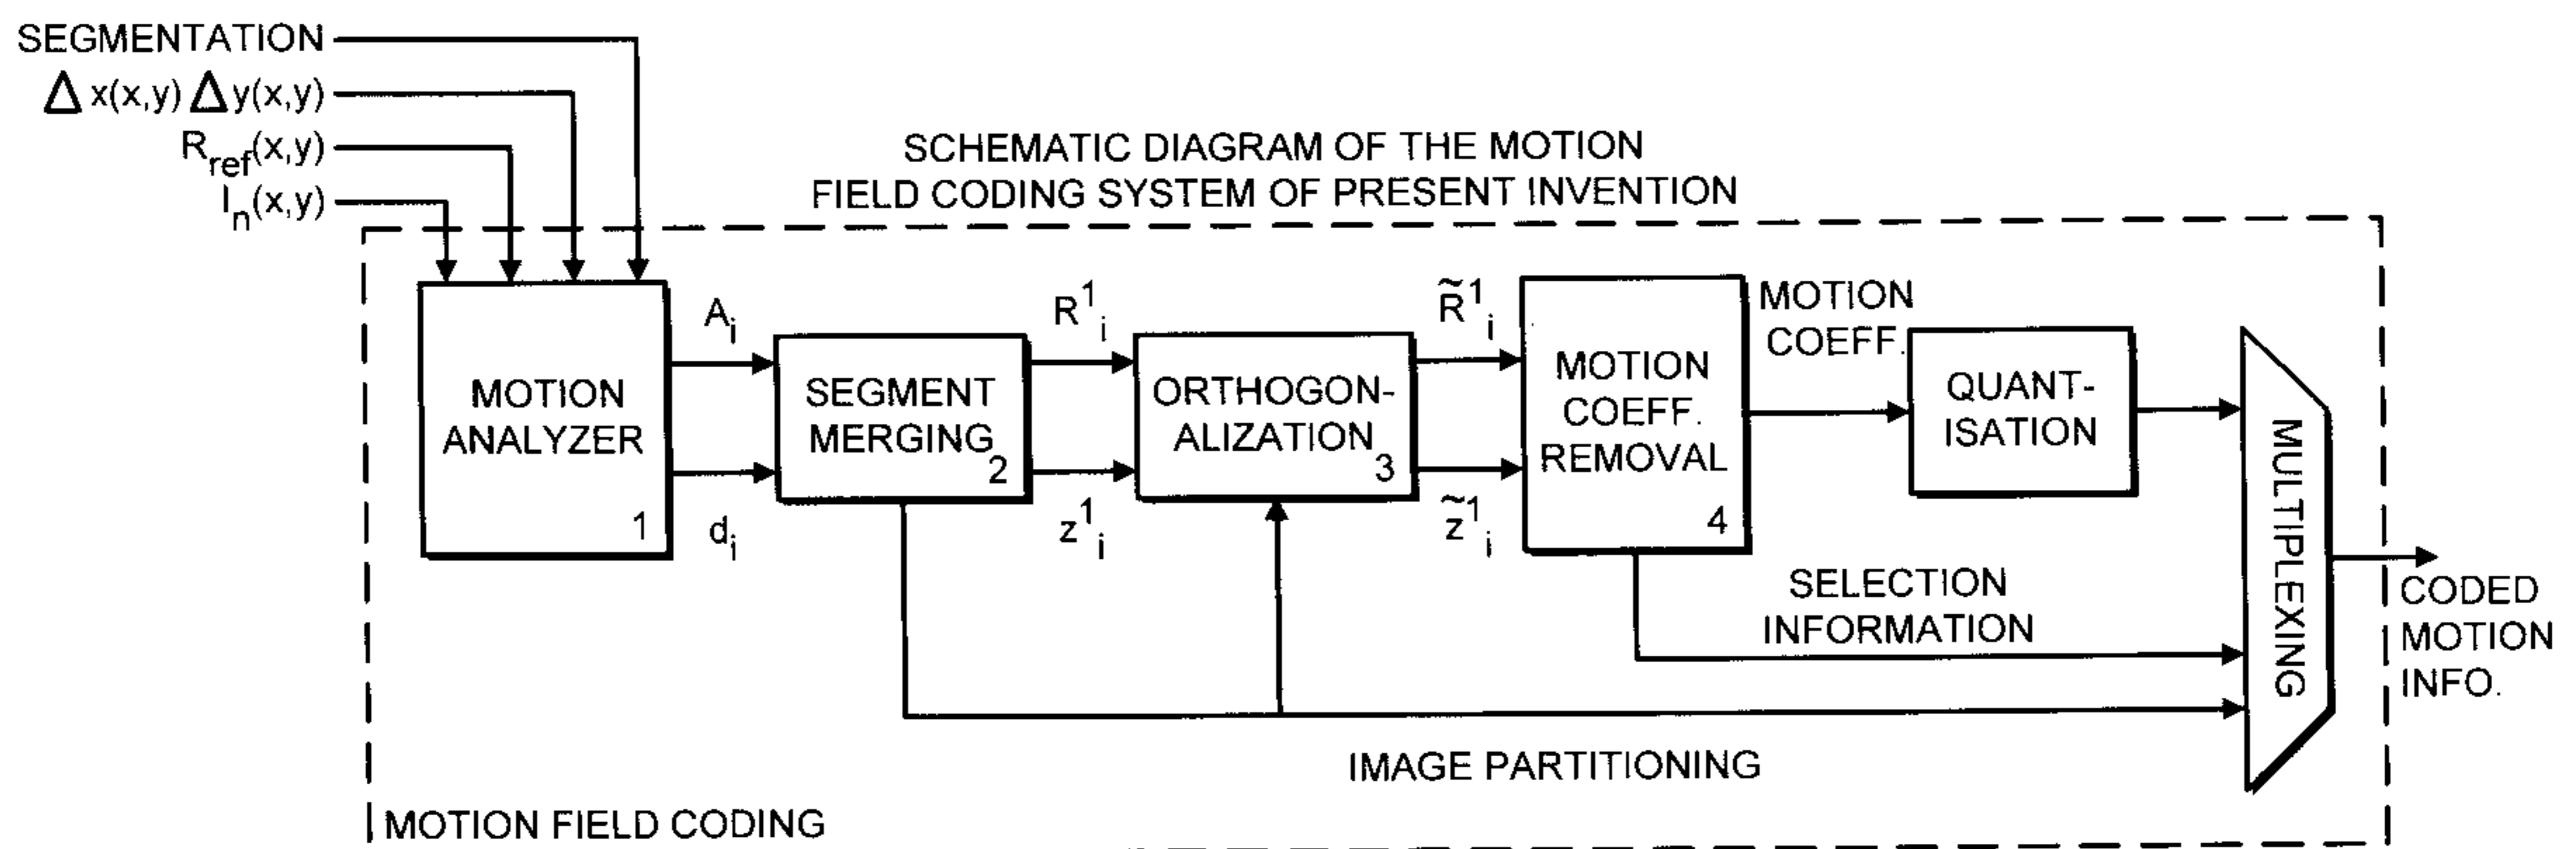 SEGMENTATION
Δx(x,y) Δy(x,y)
R_ref(x,y)
I_n(x,y)
SCHEMATIC DIAGRAM OF THE MOTION
FIELD CODING SYSTEM OF PRESENT INVENTION
MOTION
ANALYZER
1
A_i
d_i
SEGMENT
MERGING
2
R^1_i
z^1_i
ORTHOGON-
ALIZATION
3
R̃^1_i
z̃^1_i
MOTION
COEFF.
REMOVAL
4
MOTION
COEFF.
QUANT-
ISATION
MULTIPLEXING
SELECTION
INFORMATION
IMAGE PARTITIONING
CODED
MOTION
INFO.
MOTION FIELD CODING